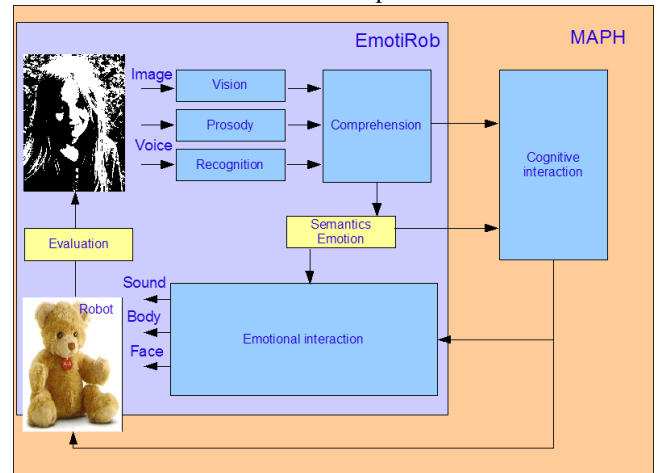 EmotiRob
MAPH
Image
Vision
Prosody
Voice
Recognition
Comprehension
Cognitive
interaction
Semantics
Emotion
Evaluation
Sound
Body
Face
Robot
Emotional interaction